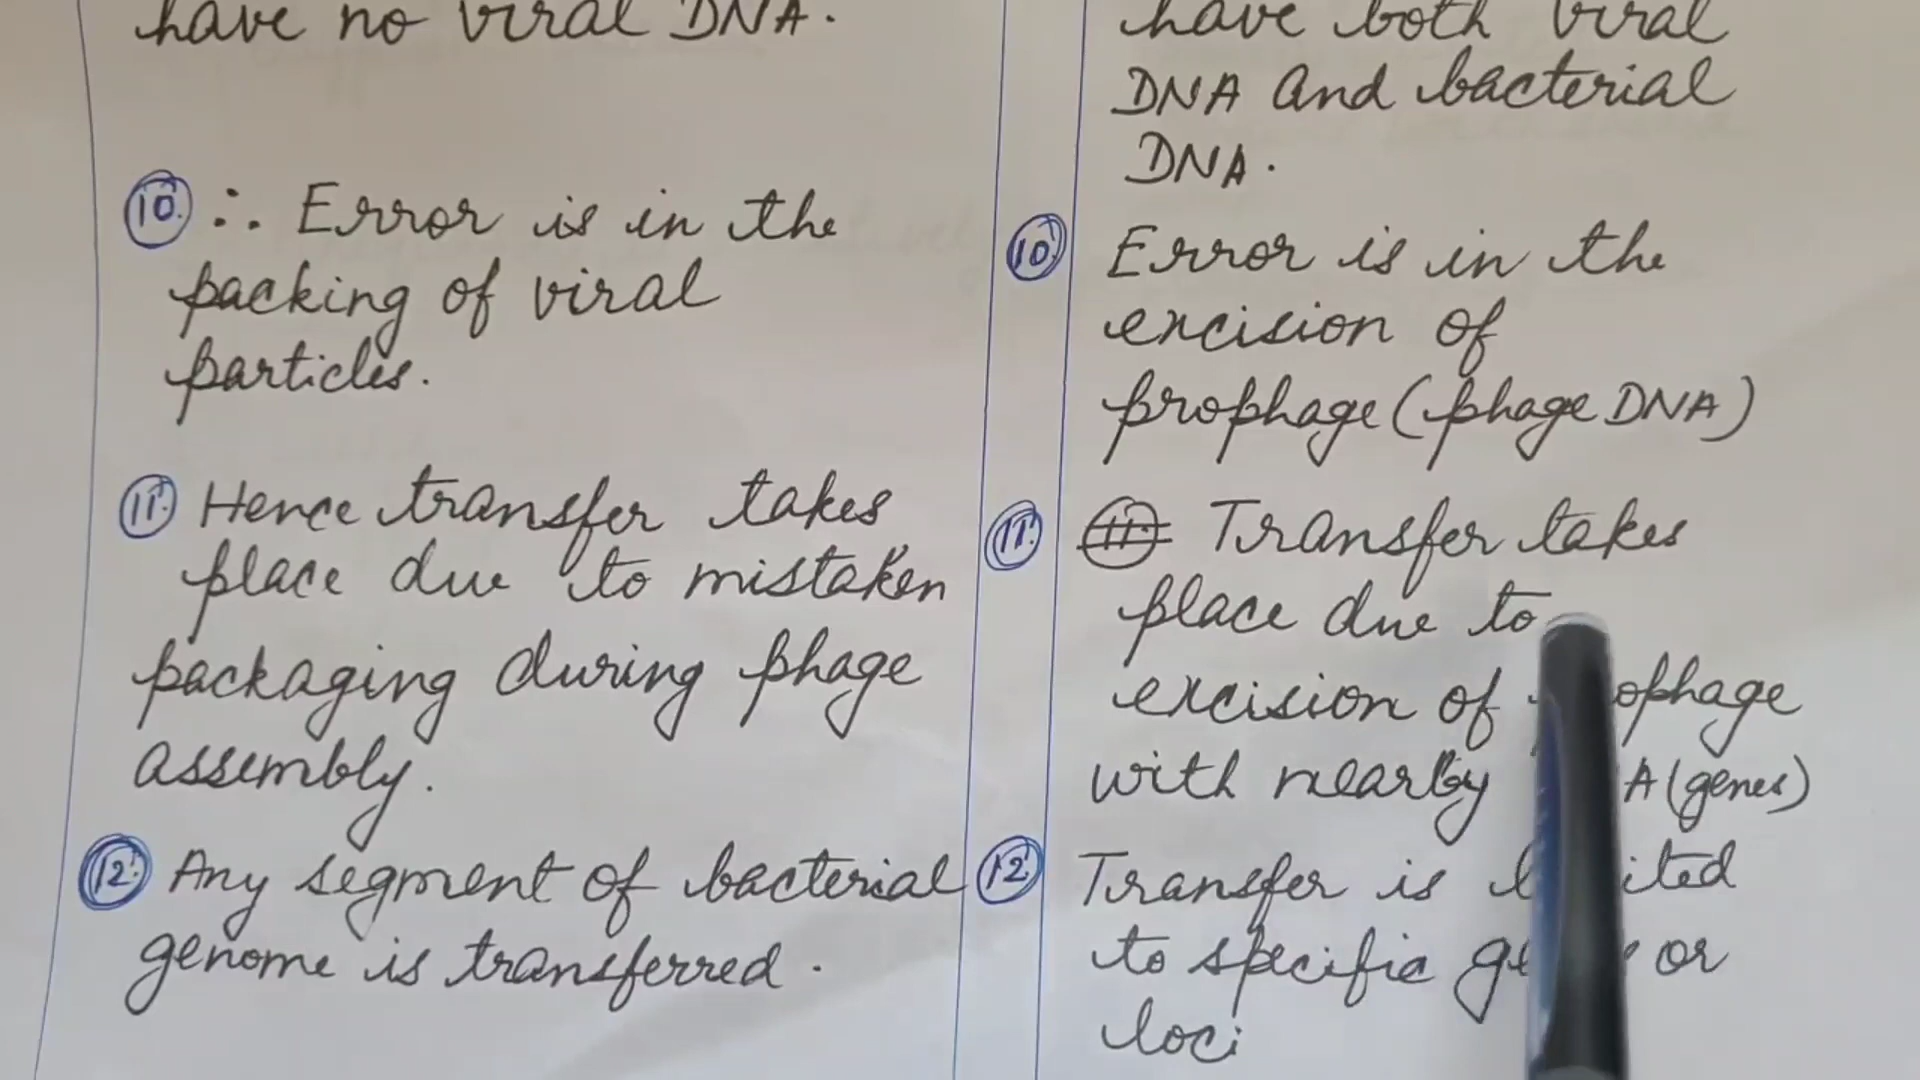 have no viral DNA.
10. ∴ Error is in the
packing of viral
particles.
11. Hence transfer takes
place due to mistaken
packaging during phage
assembly.
12. Any segment of bacterial
genome is transferred.
have both viral
DNA and bacterial
DNA.
10. Error is in the
excision of
prophage (phage DNA)
11. Transfer takes
place due to
excision of
with nearby (genes)
12. Transfer is
to specific or
loci